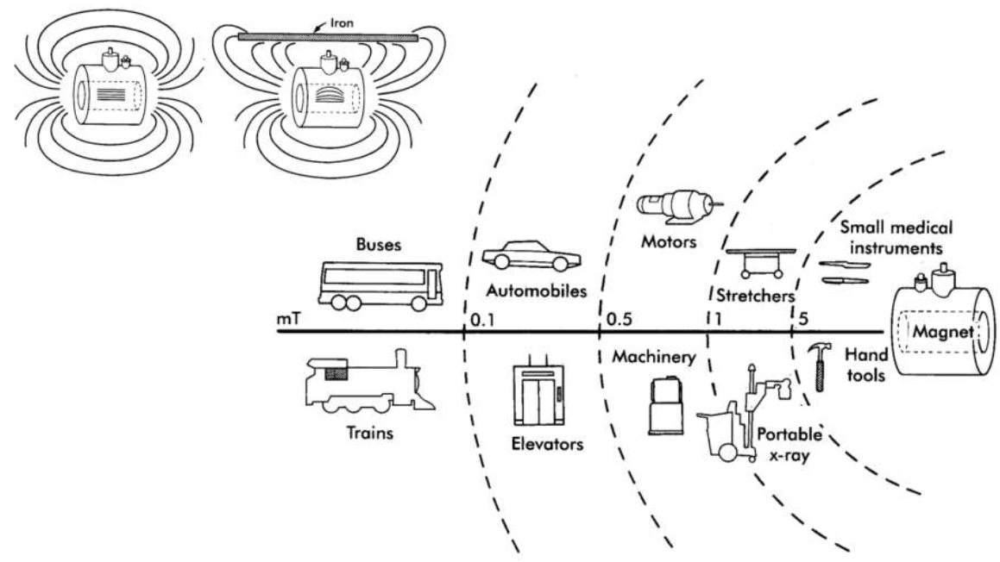 Iron
Buses
Automobiles
Motors
Small medical
instruments
Stretchers
mT
0.1
0.5
1
5
Magnet
Trains
Elevators
Machinery
Portable
x-ray
Hand
tools